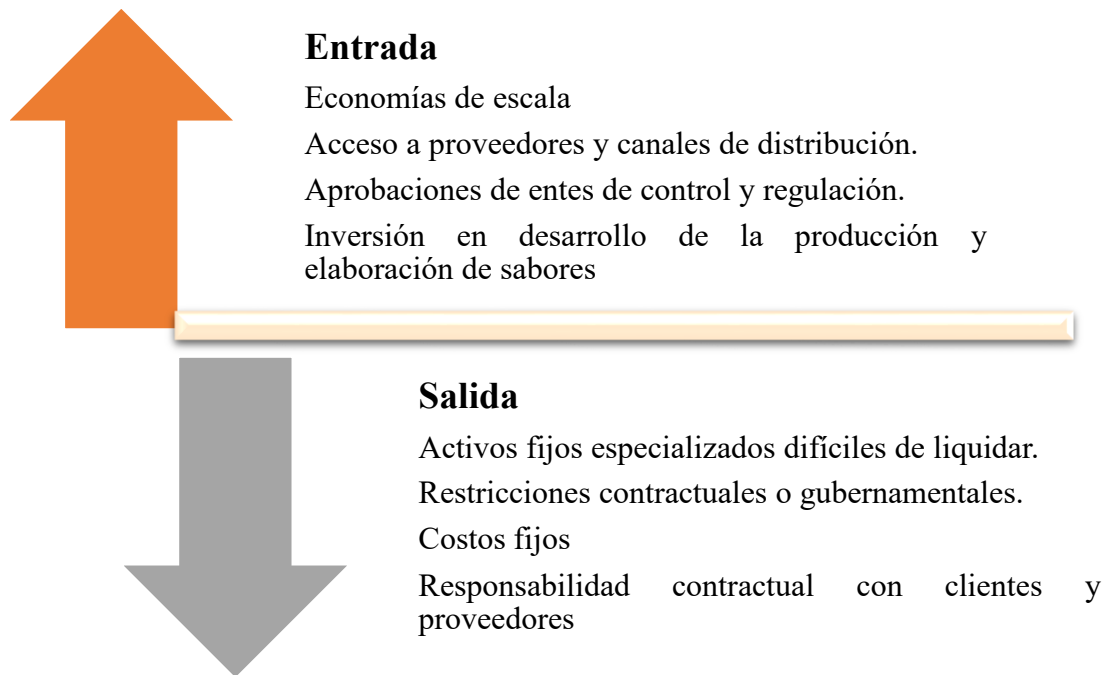 Entrada
Economías de escala
Acceso a proveedores y canales de distribución.
Aprobaciones de entes de control y regulación.
Inversión en desarrollo de la producción y
elaboración de sabores
Salida
Activos fijos especializados difíciles de liquidar.
Restricciones contractuales o gubernamentales.
Costos fijos
Responsabilidad contractual con clientes y
proveedores